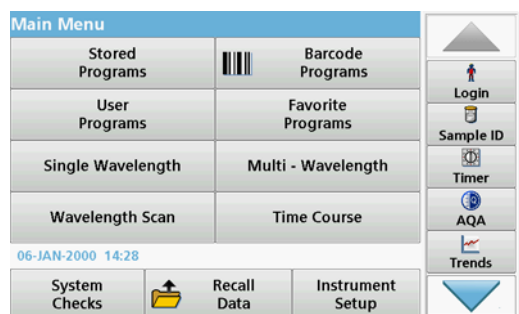 Main Menu
Stored
Programs
Barcode
Programs
User
Programs
Favorite
Programs
Single Wavelength
Multi - Wavelength
Wavelength Scan
Time Course
06-JAN-2000 14:28
System
Checks
Recall
Data
Instrument
Setup
Login
Sample ID
Timer
AQA
Trends